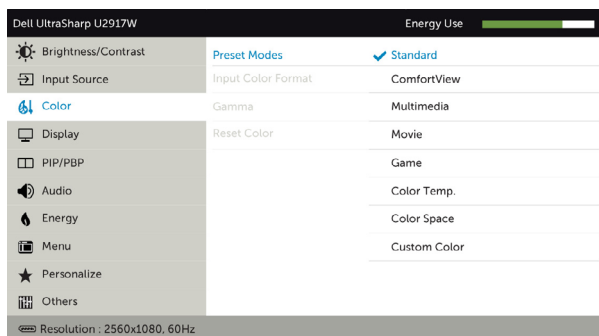 Dell UltraSharp U2917W
Energy Use
Brightness/Contrast
Input Source
Color
Display
PIP/PBP
Audio
Energy
Menu
Personalize
Others
Preset Modes
Input Color Format
Gamma
Reset Color
Standard
ComfortView
Multimedia
Movie
Game
Color Temp.
Color Space
Custom Color
Resolution : 2560x1080, 60Hz